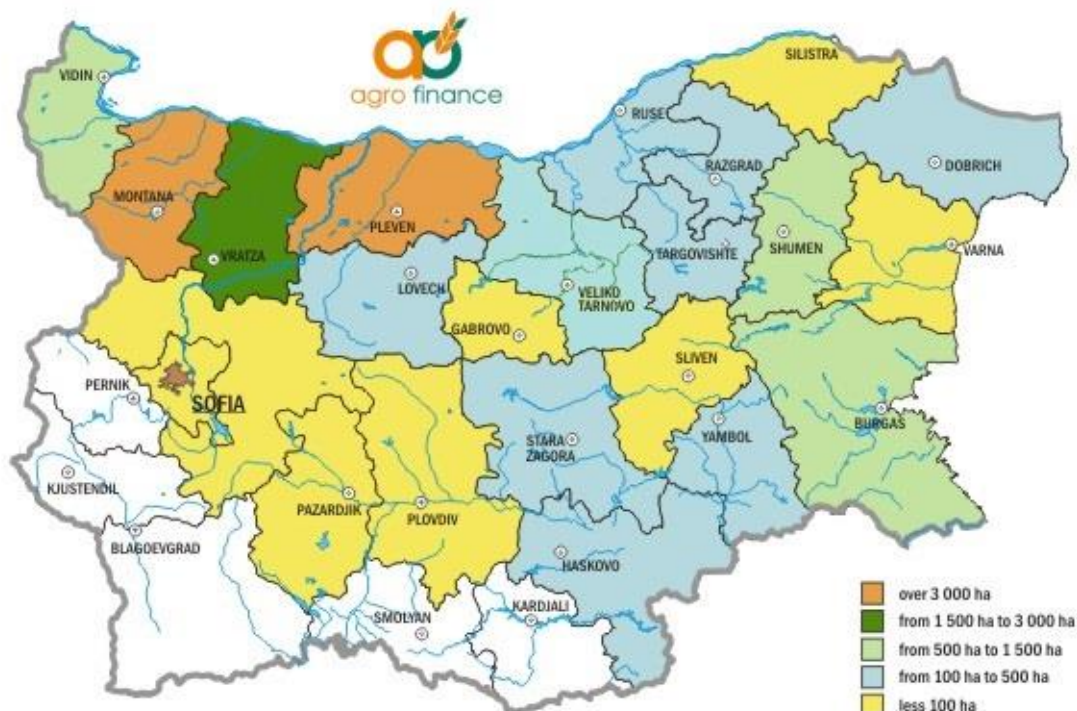 agro finance
SILISTRA
VIDIN
RUSE
RAZGRAD
DOBRICH
MONTANA
PLEVEN
VRATZA
TARGOVISHTE
SHUMEN
VARNA
LOVECH
VELIKO
TARNOVO
GABROVO
SLIVEN
PERNIK
SOFIA
BURGAS
YAMBOL
STARA
ZAGORA
KJUSTENDIL
PAZARDJIK
PLOVDIV
BLAGOEVGRAD
HASKOVO
SMOLYAN
KARDJALI
over 3 000 ha
from 1 500 ha to 3 000 ha
from 500 ha to 1 500 ha
from 100 ha to 500 ha
less 100 ha